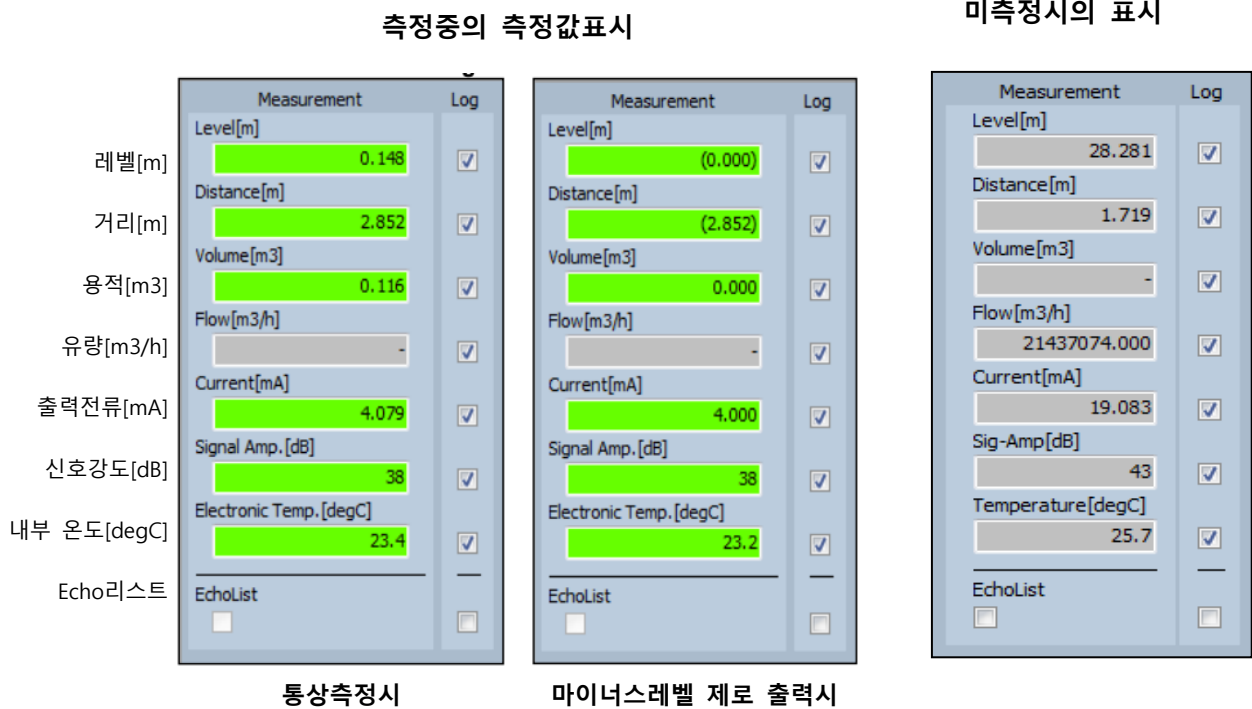 측정중의 측정값표시
미측정시의 표시
레벨[m]
거리[m]
용적[m3]
유량[m3/h]
출력전류[mA]
신호강도[dB]
내부 온도[degC]
Echo리스트
Measurement Log
Level[m]
0.148
Distance[m]
2.852
Volume[m3]
0.116
Flow[m3/h]
-
Current[mA]
4.079
Signal Amp.[dB]
38
Electronic Temp.[degC]
23.4
EchoList
통상측정시
Measurement Log
Level[m]
(0.000)
Distance[m]
(2.852)
Volume[m3]
0.000
Flow[m3/h]
-
Current[mA]
4.000
Signal Amp.[dB]
38
Electronic Temp.[degC]
23.2
EchoList
마이너스레벨 제로 출력시
Measurement Log
Level[m]
28.281
Distance[m]
1.719
Volume[m3]
-
Flow[m3/h]
21437074.000
Current[mA]
19.083
Sig-Amp[dB]
43
Temperature[degC]
25.7
EchoList